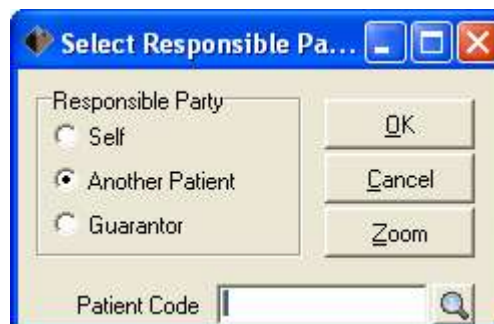 Select Responsible Pa...
Responsible Party
Self
Another Patient
Guarantor
OK
Cancel
Zoom
Patient Code